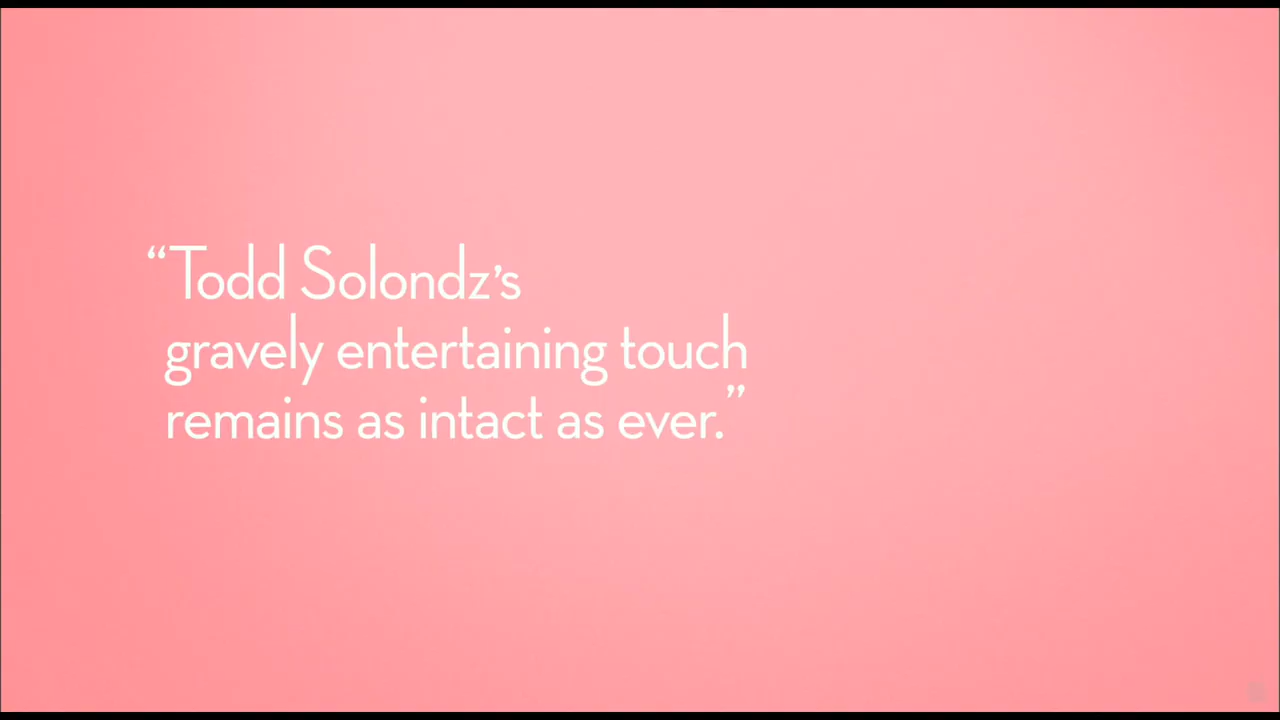 “Todd Solondz’s
gravely entertaining touch
remains as intact as ever.”